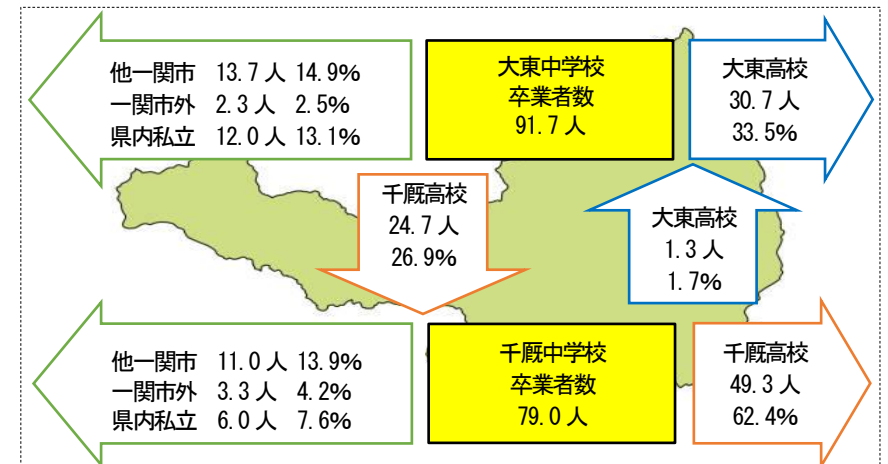 他一関市 13.7人 14.9%
一関市外 2.3人 2.5%
県内私立 12.0人 13.1%
大東中学校
卒業者数
91.7人
大東高校
30.7人
33.5%
千厩高校
24.7人
26.9%
大東高校
1.3人
1.7%
他一関市 11.0人 13.9%
一関市外 3.3人 4.2%
県内私立 6.0人 7.6%
千厩中学校
卒業者数
79.0人
千厩高校
49.3人
62.4%